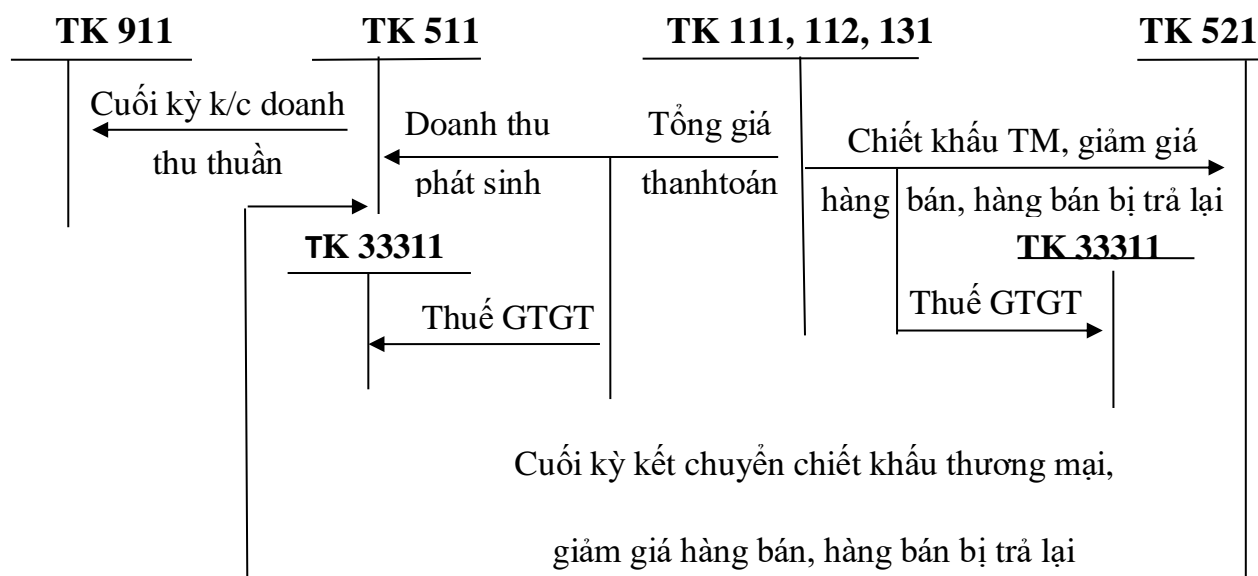 TK 911 TK 511 TK 111, 112, 131 TK 521
Cuối kỳ k/c doanh
thu thuần
Doanh thu
phát sinh
Tổng giá
thanhtoán
Chiết khấu TM, giảm giá
hàng bán, hàng bán bị trả lại
TK 33311
Thuế GTGT
TK 33311
Thuế GTGT
Cuối kỳ kết chuyển chiết khấu thương mại,
giảm giá hàng bán, hàng bán bị trả lại